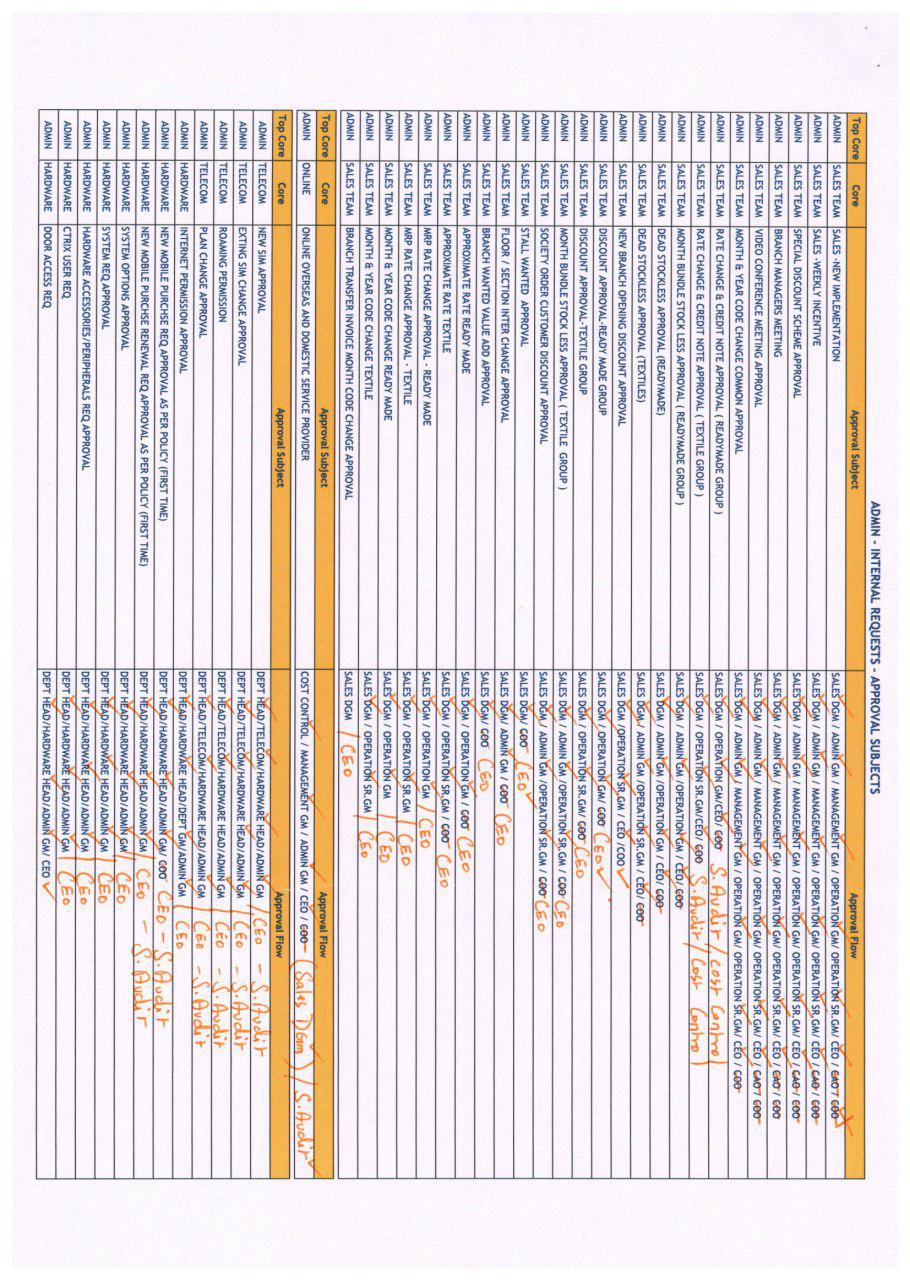 ADMIN - INTERNAL REQUESTS - APPROVAL SUBJECTS
Top Core Core Approval Subject Approval Flow
ADMIN SALES TEAM SALES -NEW IMPLEMENTATION SALES DGM / ADMIN GM / MANAGEMENT GM / OPERATION GM/ OPERATION SR.GM/ CEO / CAO / COO
ADMIN SALES TEAM SALES -WEEKLY INCENTIVE SALES DGM / ADMIN GM / MANAGEMENT GM / OPERATION GM/ OPERATION SR.GM/ CEO / CAO / COO
ADMIN SALES TEAM SPECIAL DISCOUNT SCHEME APPROVAL SALES DGM / ADMIN GM / MANAGEMENT GM / OPERATION GM/ OPERATION SR.GM/ CEO / CAO / COO
ADMIN SALES TEAM BRANCH MANAGERS MEETING SALES DGM / ADMIN GM / MANAGEMENT GM / OPERATION GM/ OPERATION SR.GM/ CEO / CAO / COO
ADMIN SALES TEAM VIDEO CONFERENCE MEETING APPROVAL SALES DGM / ADMIN GM / MANAGEMENT GM / OPERATION GM/ OPERATION SR.GM/ CEO / CAO / COO
ADMIN SALES TEAM MONTH & YEAR CODE CHANGE COMMON APPROVAL SALES DGM / ADMIN GM / MANAGEMENT GM / OPERATION GM/ OPERATION SR.GM/ CEO / COO
ADMIN SALES TEAM RATE CHANGE & CREDIT NOTE APPROVAL ( READYMADE GROUP ) SALES DGM / OPERATION GM/CEO/ COO S.Audit / Cost Control
ADMIN SALES TEAM RATE CHANGE & CREDIT NOTE APPROVAL ( TEXTILE GROUP ) SALES DGM / OPERATION SR.GM/CEO/ COO S.Audit / Cost Control
ADMIN SALES TEAM MONTH BUNDLE STOCK LESS APPROVAL ( READYMADE GROUP ) SALES DGM / ADMIN GM /OPERATION GM / CEO/ COO
ADMIN SALES TEAM DEAD STOCKLESS APPROVAL (READYMADE) SALES DGM / ADMIN GM /OPERATION GM / CEO/ COO
ADMIN SALES TEAM DEAD STOCKLESS APPROVAL (TEXTILES) SALES DGM / ADMIN GM /OPERATION SR.GM / CEO/ COO
ADMIN SALES TEAM NEW BRANCH OPENING DISCOUNT APPROVAL SALES DGM /OPERATION SR.GM / CEO /COO
ADMIN SALES TEAM DISCOUNT APPROVAL-READY MADE GROUP SALES DGM / OPERATION GM/ COO CEO
ADMIN SALES TEAM DISCOUNT APPROVAL-TEXTILE GROUP SALES DGM / OPERATION SR.GM/ COO CEO
ADMIN SALES TEAM MONTH BUNDLE STOCK LESS APPROVAL ( TEXTILE GROUP ) SALES DGM / ADMIN GM /OPERATION SR.GM / COO CEO
ADMIN SALES TEAM SOCIETY ORDER CUSTOMER DISCOUNT APPROVAL SALES DGM / ADMIN GM /OPERATION SR.GM / COO CEO
ADMIN SALES TEAM STALL WANTED APPROVAL SALES DGM/ COO CEO
ADMIN SALES TEAM FLOOR / SECTION INTER CHANGE APPROVAL SALES DGM/ ADMIN GM / COO CEO
ADMIN SALES TEAM BRANCH WANTED VALUE ADD APPROVAL SALES DGM/ COO CEO
ADMIN SALES TEAM APPROXIMATE RATE READY MADE SALES DGM / OPERATION GM / COO CEO
ADMIN SALES TEAM APPROXIMATE RATE TEXTILE SALES DGM / OPERATION SR.GM / COO CEO
ADMIN SALES TEAM MRP RATE CHANGE APPROVAL - READY MADE SALES DGM / OPERATION GM / CEO
ADMIN SALES TEAM MRP RATE CHANGE APPROVAL - TEXTILE SALES DGM / OPERATION SR.GM / CEO
ADMIN SALES TEAM MONTH & YEAR CODE CHANGE READY MADE SALES DGM / OPERATION GM / CEO
ADMIN SALES TEAM MONTH & YEAR CODE CHANGE TEXTILE SALES DGM / OPERATION SR.GM / CEO
ADMIN SALES TEAM BRANCH TRANSFER INVOICE MONTH CODE CHANGE APPROVAL SALES DGM / CEO
Top Core Core Approval Subject Approval Flow
ADMIN ONLINE ONLINE OVERSEAS AND DOMESTIC SERVICE PROVIDER COST CONTROL / MANAGEMENT GM / ADMIN GM / CEO / COO (Sales DGM) / S.Audit
Top Core Core Approval Subject Approval Flow
ADMIN TELECOM NEW SIM APPROVAL DEPT HEAD/TELECOM/HARDWARE HEAD/ADMIN GM / CEO - S.Audit
ADMIN TELECOM EXTING SIM CHANGE APPROVAL DEPT HEAD/TELECOM/HARDWARE HEAD/ADMIN GM / CEO - S.Audit
ADMIN TELECOM ROAMING PERMISSION DEPT HEAD/TELECOM/HARDWARE HEAD/ADMIN GM / CEO - S.Audit
ADMIN TELECOM PLAN CHANGE APPROVAL DEPT HEAD/TELECOM/HARDWARE HEAD/ADMIN GM / CEO - S.Audit
ADMIN HARDWARE INTERNET PERMISSION APPROVAL DEPT HEAD/HARDWARE HEAD/DEPT GM/ADMIN GM / CEO
ADMIN HARDWARE NEW MOBILE PURCHSE REQ APPROVAL AS PER POLICY (FIRST TIME) DEPT HEAD/HARDWARE HEAD/ADMIN GM/ COO CEO - S.Audit
ADMIN HARDWARE NEW MOBILE PURCHSE RENEWAL REQ APPROVAL AS PER POLICY (FIRST TIME) DEPT HEAD/HARDWARE HEAD/ADMIN GM / CEO - S.Audit
ADMIN HARDWARE SYSTEM OPTIONS APPROVAL DEPT HEAD/HARDWARE HEAD/ADMIN GM / CEO
ADMIN HARDWARE SYSTEM REQ APPROVAL DEPT HEAD/HARDWARE HEAD/ADMIN GM / CEO
ADMIN HARDWARE HARDWARE ACCESSORIES/PERIPHERALS REQ APPROVAL DEPT HEAD/HARDWARE HEAD/ADMIN GM / CEO
ADMIN HARDWARE CTRIX USER REQ DEPT HEAD/HARDWARE HEAD/ADMIN GM / CEO
ADMIN HARDWARE DOOR ACCESS REQ DEPT HEAD/HARDWARE HEAD/ADMIN GM/ CEO